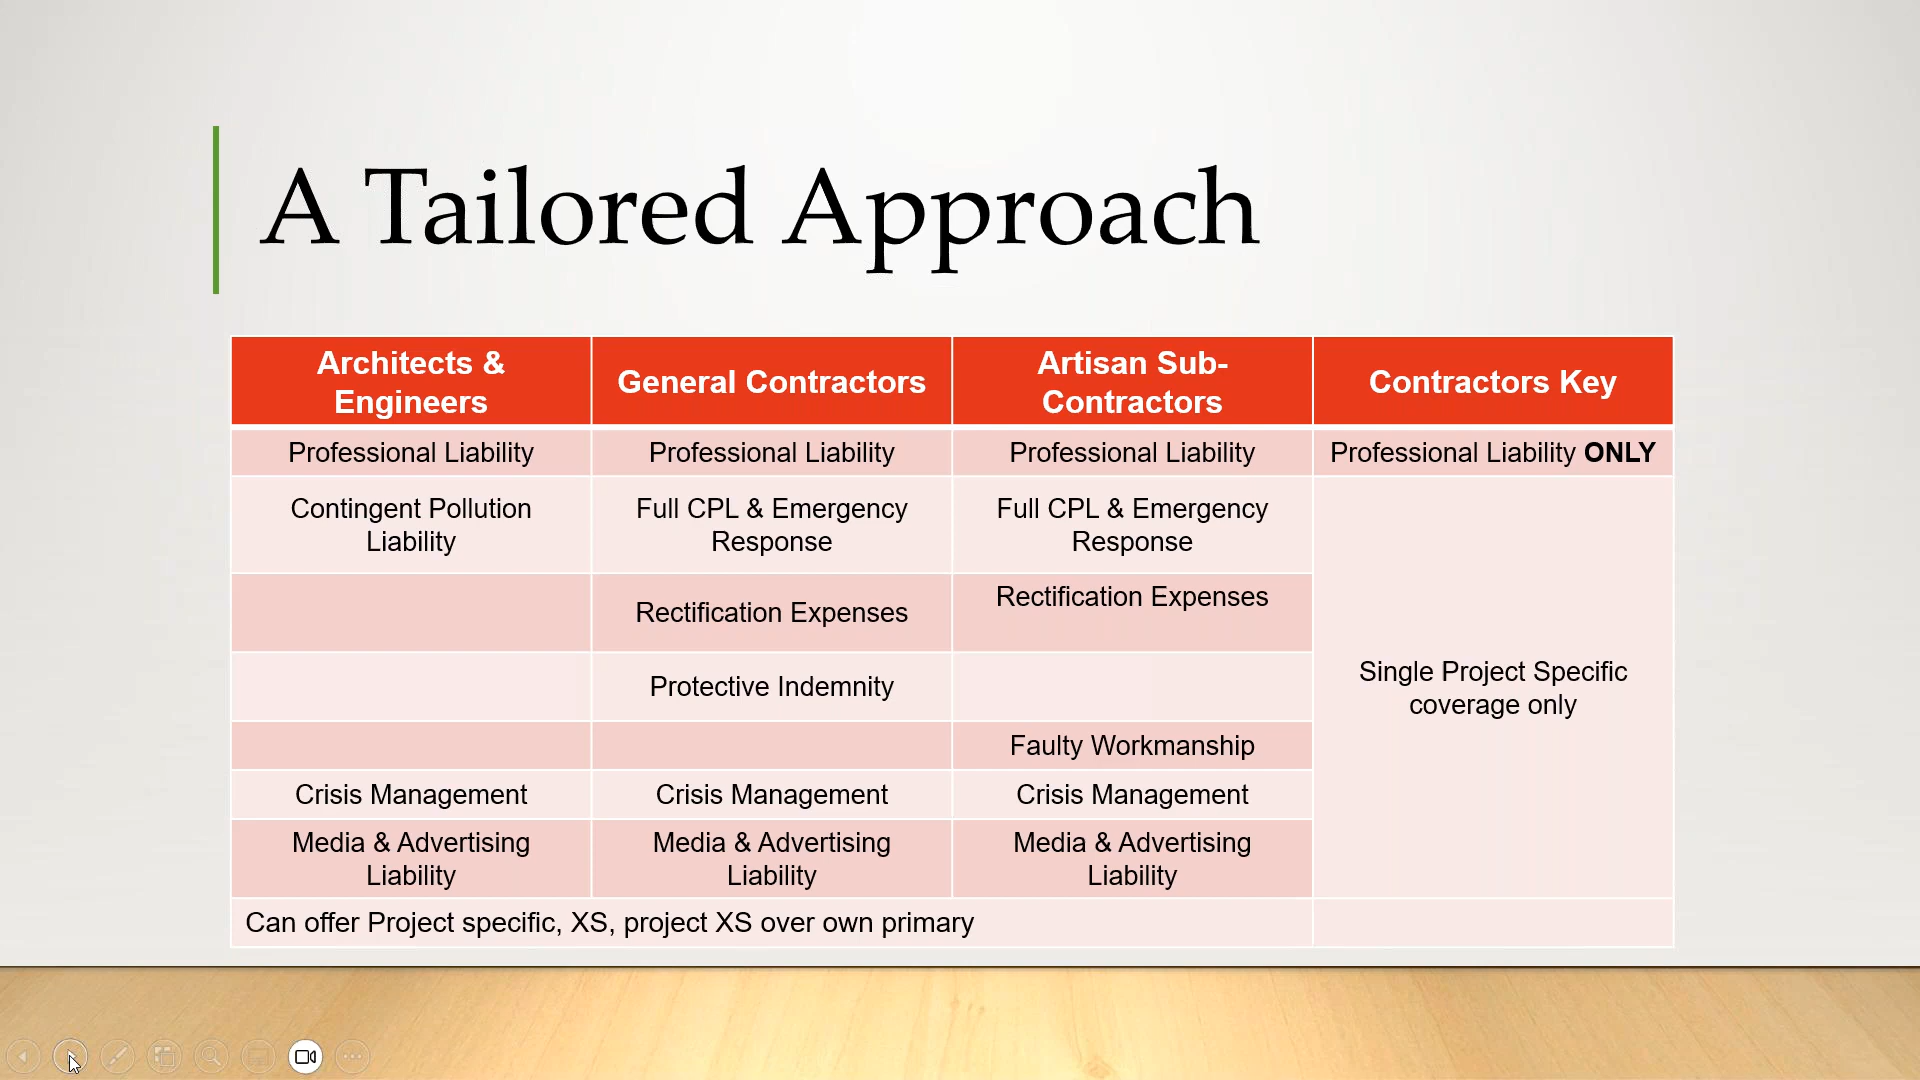 A Tailored Approach
Architects &
Engineers
General Contractors
Artisan Sub-
Contractors
Contractors Key
Professional Liability
Professional Liability
Professional Liability
Professional Liability ONLY
Contingent Pollution
Liability
Full CPL & Emergency
Response
Full CPL & Emergency
Response
Single Project Specific
coverage only
Rectification Expenses
Rectification Expenses
Protective Indemnity
Faulty Workmanship
Crisis Management
Crisis Management
Crisis Management
Media & Advertising
Liability
Media & Advertising
Liability
Media & Advertising
Liability
Can offer Project specific, XS, project XS over own primary